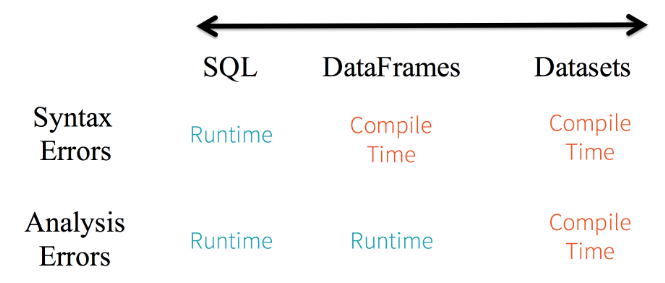 SQL DataFrames Datasets
Syntax
Errors
Runtime
Compile
Time
Compile
Time
Analysis
Errors
Runtime
Runtime
Compile
Time